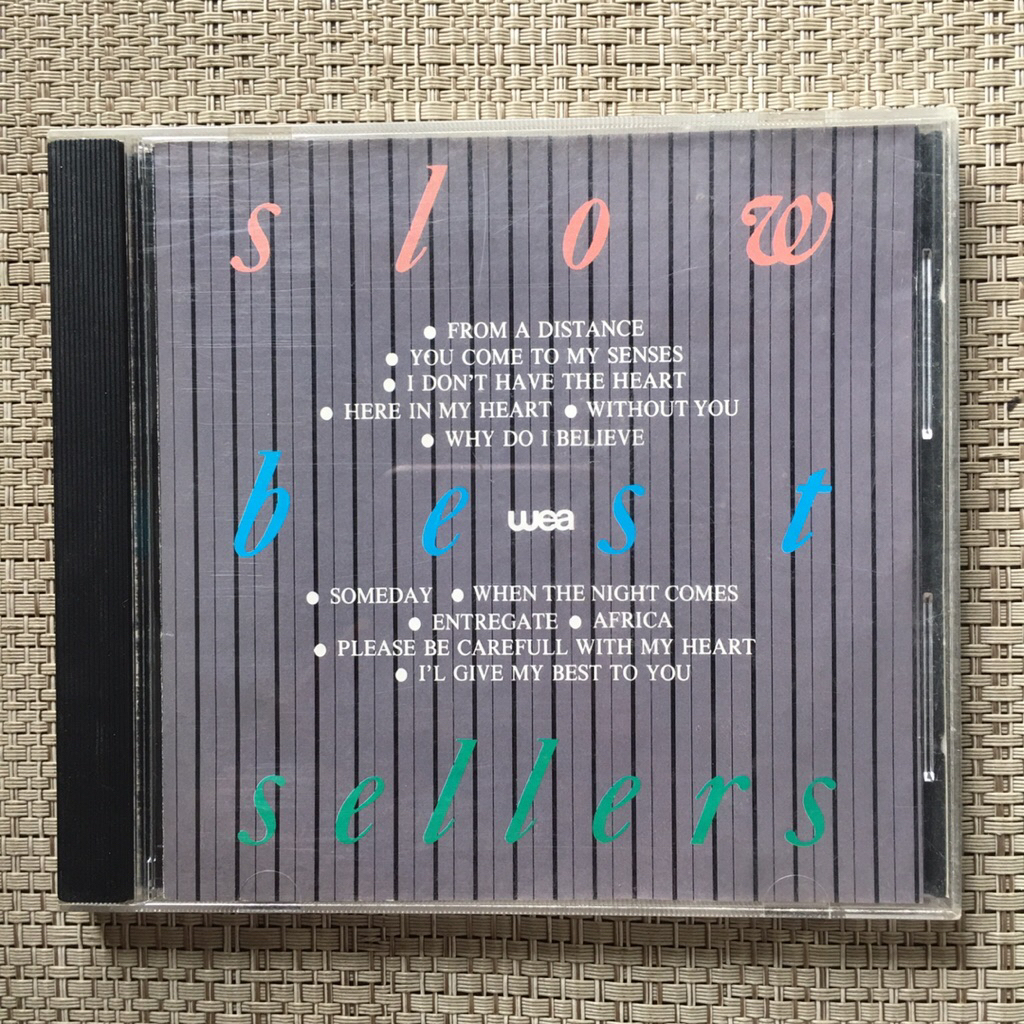 slow
● FROM A DISTANCE
● YOU COME TO MY SENSES
● I DON'T HAVE THE HEART
● HERE IN MY HEART ● WITHOUT YOU
● WHY DO I BELIEVE
best
wea
● SOMEDAY ● WHEN THE NIGHT COMES
● ENTREGATE ● AFRICA
● PLEASE BE CAREFULL WITH MY HEART
● I'L GIVE MY BEST TO YOU
sellers